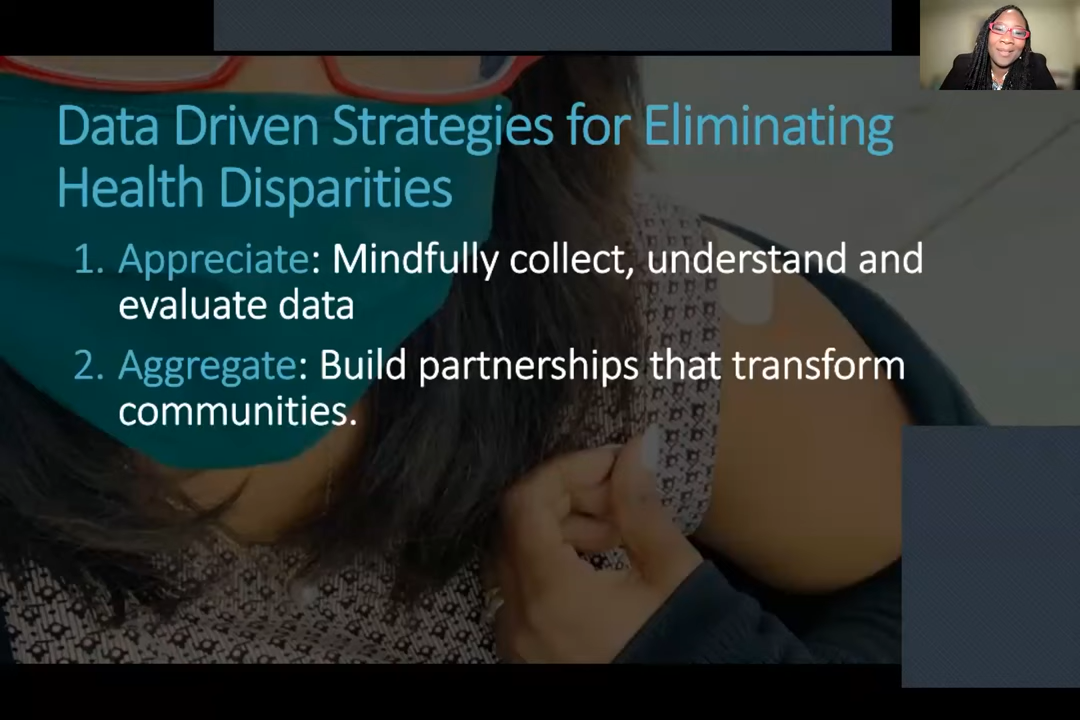 Data Driven Strategies for Eliminating
Health Disparities
1. Appreciate: Mindfully collect, understand and
evaluate data
2. Aggregate: Build partnerships that transform
communities.